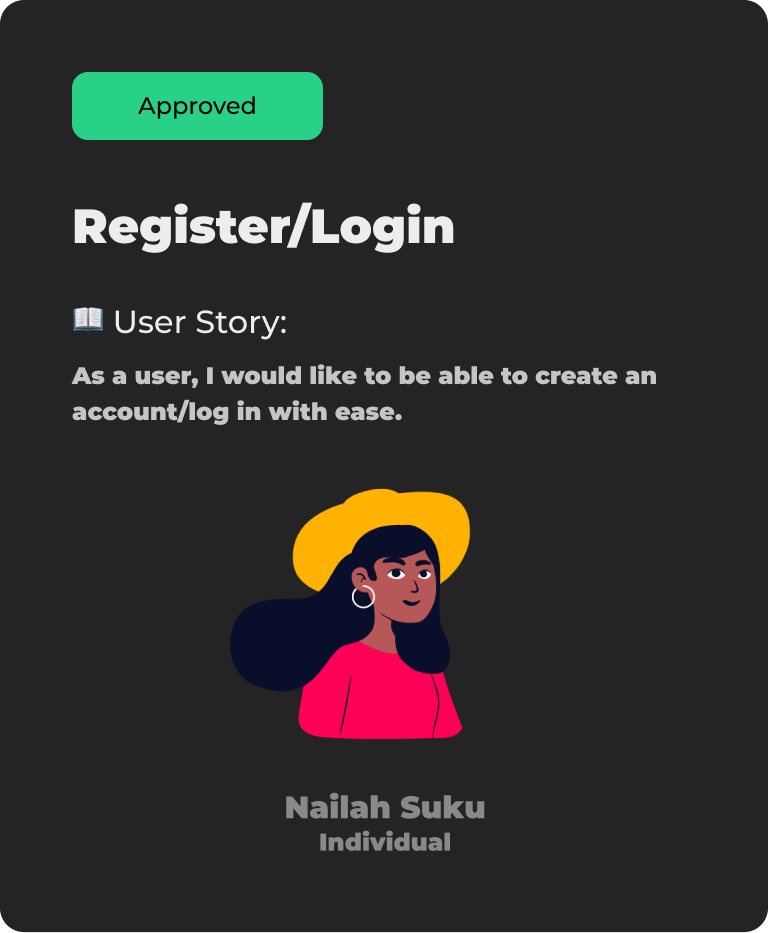 Approved
Register/Login
📖 User Story:
As a user, I would like to be able to create an
account/log in with ease.
Nailah Suku
Individual